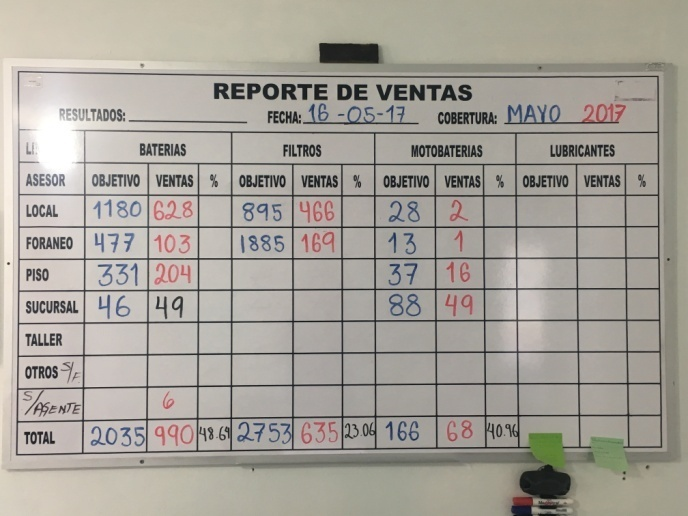 REPORTE DE VENTAS
RESULTADOS: FECHA: 16-05-17 COBERTURA: MAYO 2017
BATERIAS FILTROS MOTOBATERIAS LUBRICANTES
ASESOR OBJETIVO VENTAS % OBJETIVO VENTAS % OBJETIVO VENTAS % OBJETIVO VENTAS %
LOCAL 1180 628 895 466 28 2
FORANEO 477 103 1885 169 13 1
PISO 331 204 37 16
SUCURSAL 46 49 88 49
TALLER
OTROS S/F
S/AGENTE 6
TOTAL 2035 990 48.64 2753 635 23.06 166 68 40.96